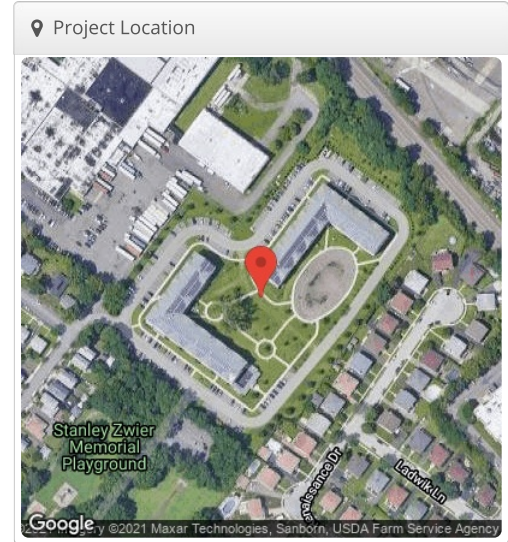 Project Location
Stanley Zwier
Memorial
Playground
Ladwik Ln
Google
©2021 Maxar Technologies, Sanborn, USDA Farm Service Agency